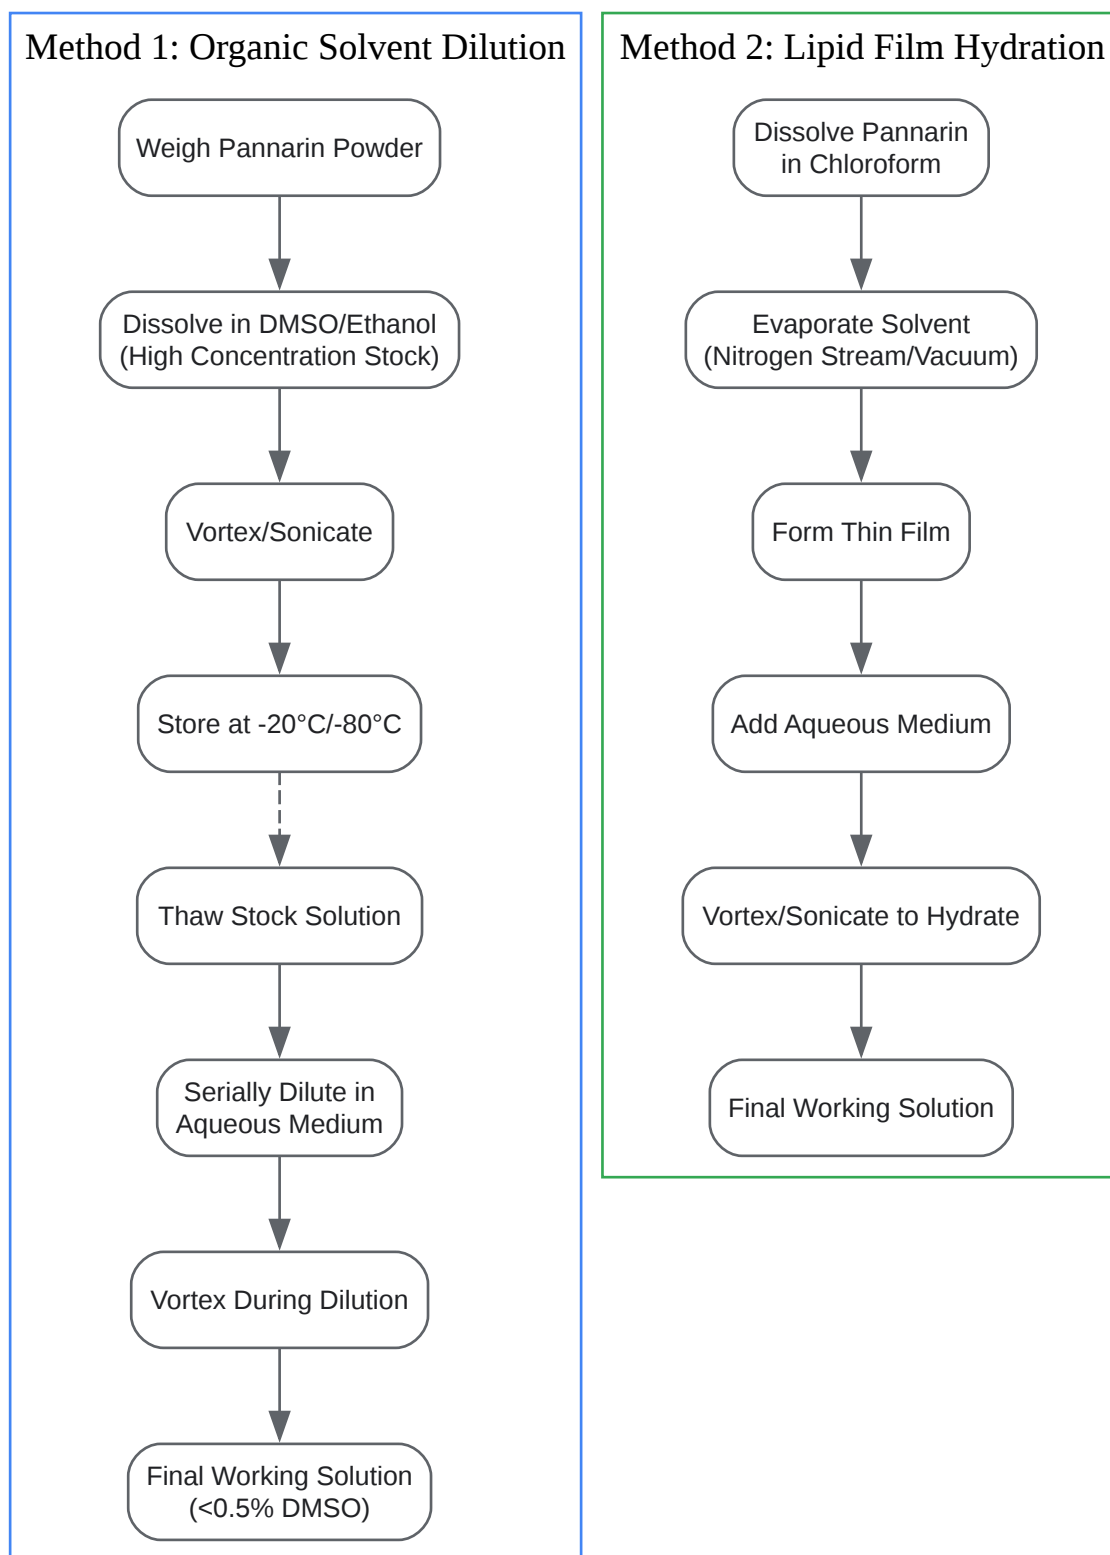 Method 1: Organic Solvent Dilution
Weigh Pannarin Powder
Dissolve in DMSO/Ethanol
(High Concentration Stock)
Vortex/Sonicate
Store at -20°C/-80°C
Thaw Stock Solution
Serially Dilute in
Aqueous Medium
Vortex During Dilution
Final Working Solution
(<0.5% DMSO)
Method 2: Lipid Film Hydration
Dissolve Pannarin
in Chloroform
Evaporate Solvent
(Nitrogen Stream/Vacuum)
Form Thin Film
Add Aqueous Medium
Vortex/Sonicate to Hydrate
Final Working Solution